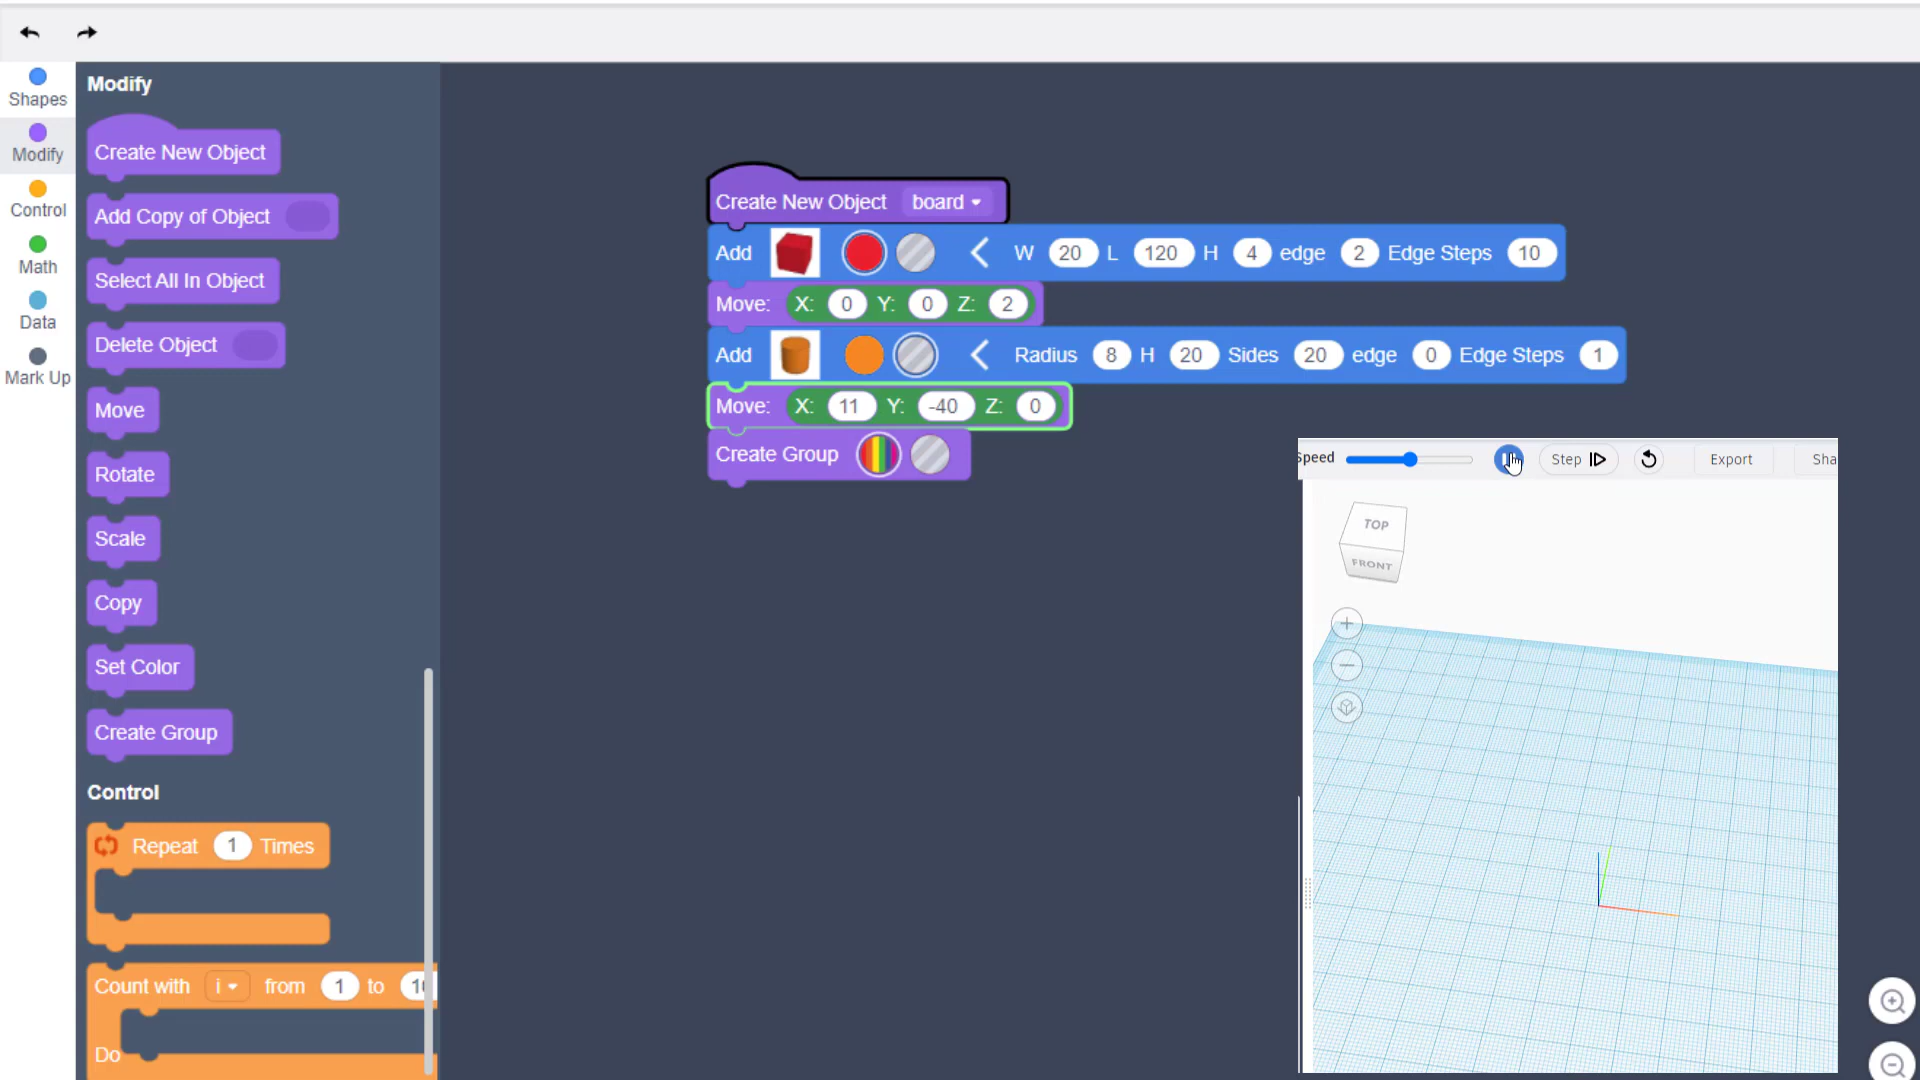 Shapes
Modify
Control
Math
Data
Mark Up
Modify
Create New Object
Add Copy of Object
Select All In Object
Delete Object
Move
Rotate
Scale
Copy
Set Color
Create Group
Control
Repeat 1 Times
Count with i from 1 to
Do
Create New Object board
Add W 20 L 120 H 4 edge 2 Edge Steps 10
Move: X: 0 Y: 0 Z: 2
Add Radius 8 H 20 Sides 20 edge 0 Edge Steps 1
Move: X: 11 Y: -40 Z: 0
Create Group
Speed Step Export Sha
TOP
FRONT